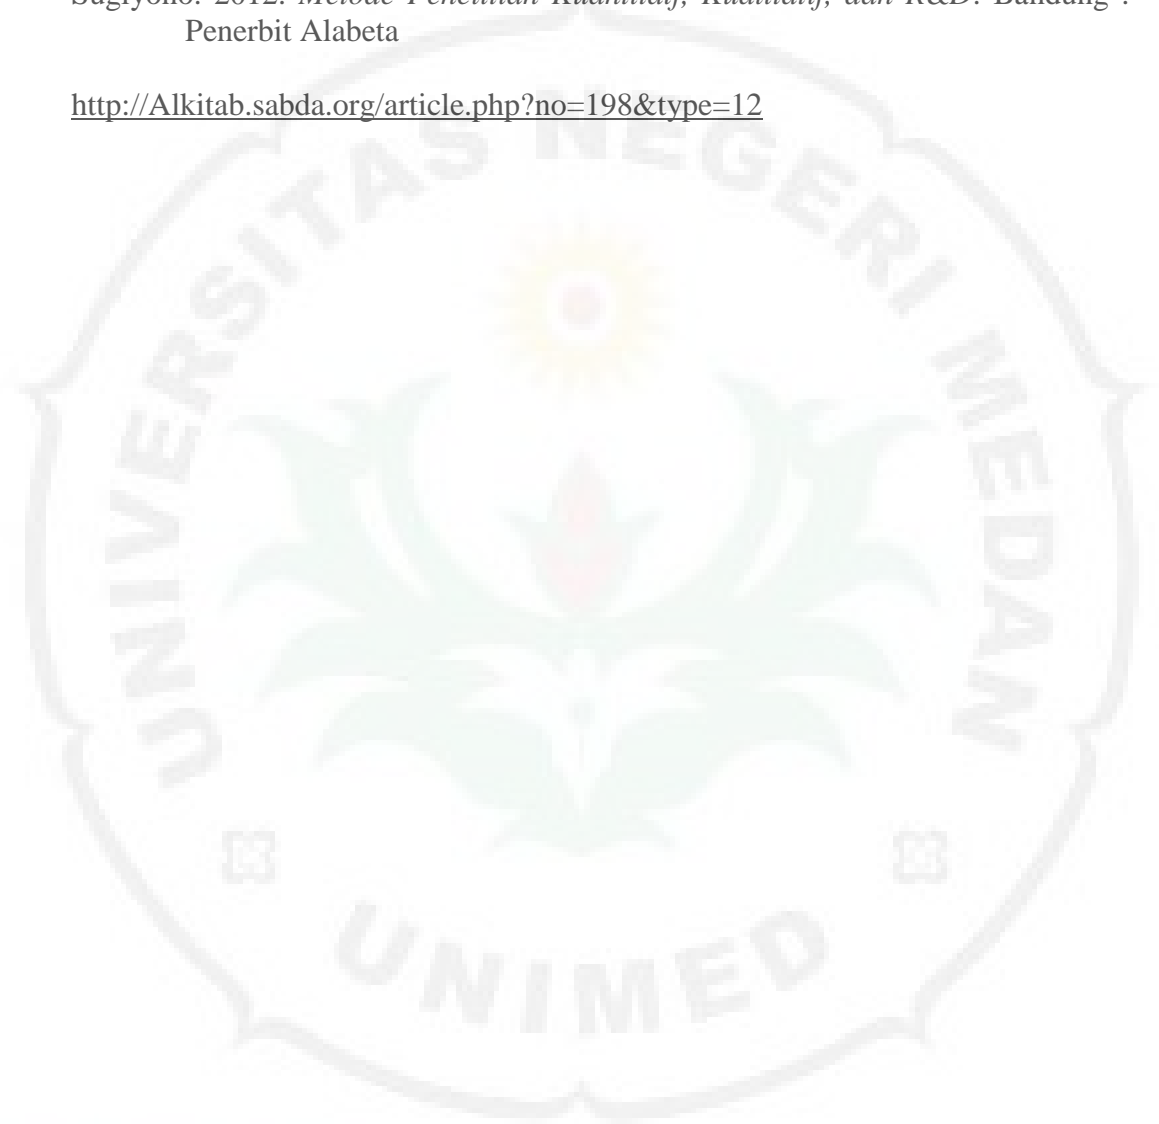 Sugiyono. 2012. Metode Penelitian Kuantitatif, Kualitatif, dan R&D. Bandung :
Penerbit Alabeta
http://Alkitab.sabda.org/article.php?no=198&type=12
UNIVERSITAS NEGERI MEDAN
UNIMED